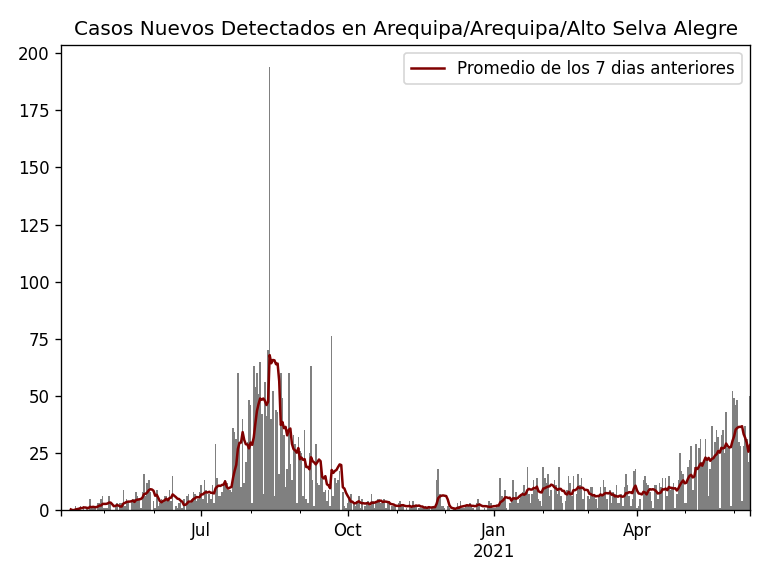 Casos Nuevos Detectados en Arequipa/Arequipa/Alto Selva Alegre
Promedio de los 7 dias anteriores
200
175
150
125
100
75
50
25
0
Jul
Oct
Jan
Apr
2021